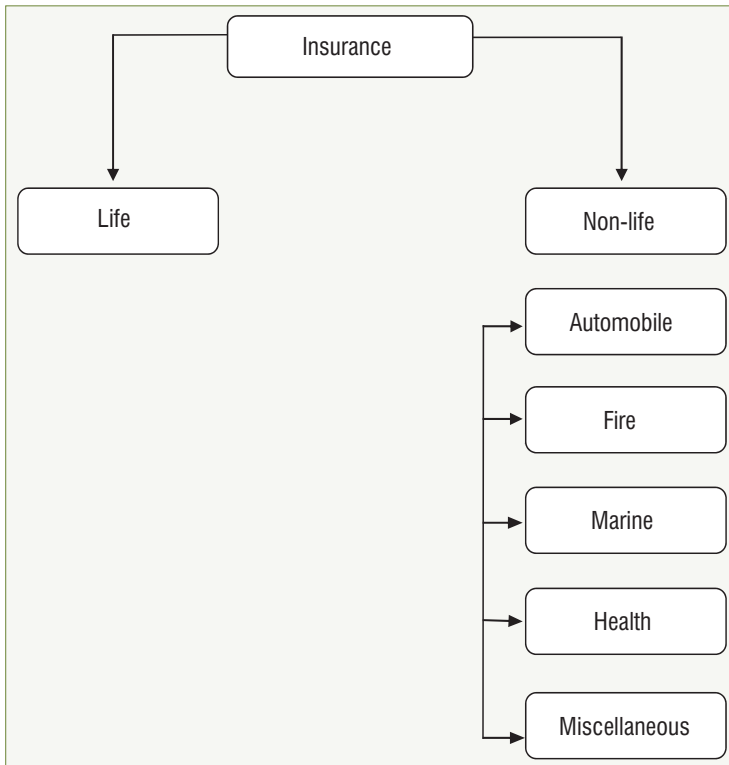 Insurance
Life
Non-life
Automobile
Fire
Marine
Health
Miscellaneous